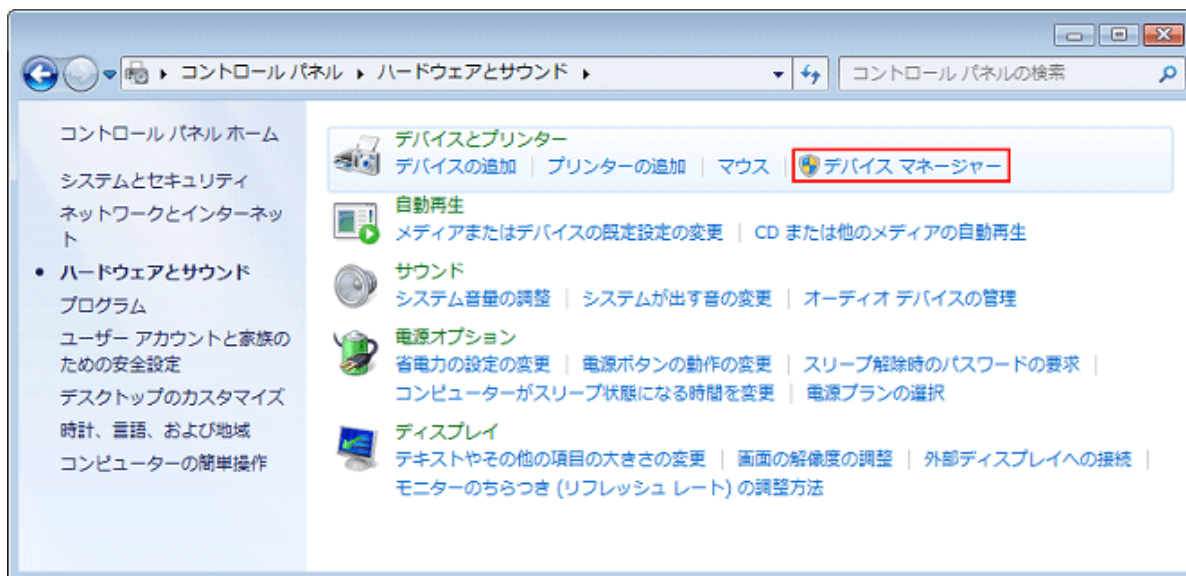 コントロール パネル ▸ ハードウェアとサウンド ▸
コントロール パネルの検索
コントロール パネル ホーム
システムとセキュリティ
ネットワークとインターネッ
ト
• ハードウェアとサウンド
プログラム
ユーザー アカウントと家族の
ための安全設定
デスクトップのカスタマイズ
時計、言語、および地域
コンピューターの簡単操作
デバイスとプリンター
デバイスの追加 | プリンターの追加 | マウス | デバイス マネージャー
自動再生
メディアまたはデバイスの既定設定の変更 | CD または他のメディアの自動再生
サウンド
システム音量の調整 | システムが出す音の変更 | オーディオ デバイスの管理
電源オプション
省電力の設定の変更 | 電源ボタンの動作の変更 | スリープ解除時のパスワードの要求 |
コンピューターがスリープ状態になる時間を変更 | 電源プランの選択
ディスプレイ
テキストやその他の項目の大きさの変更 | 画面の解像度の調整 | 外部ディスプレイへの接続 |
モニターのちらつき (リフレッシュ レート) の調整方法